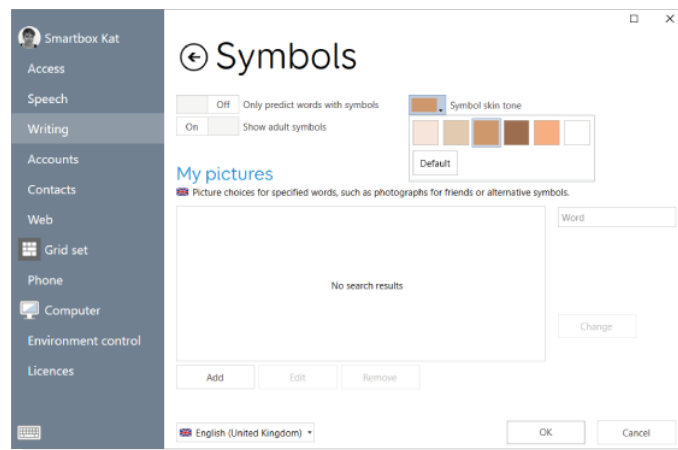 Smartbox Kat
Access
Speech
Writing
Accounts
Contacts
Web
Grid set
Phone
Computer
Environment control
Licences
Symbols
Off Only predict words with symbols
On Show adult symbols
Symbol skin tone
Default
My pictures
Picture choices for specified words, such as photographs for friends or alternative symbols.
No search results
Word
Change
Add Edit Remove
English (United Kingdom)
OK Cancel